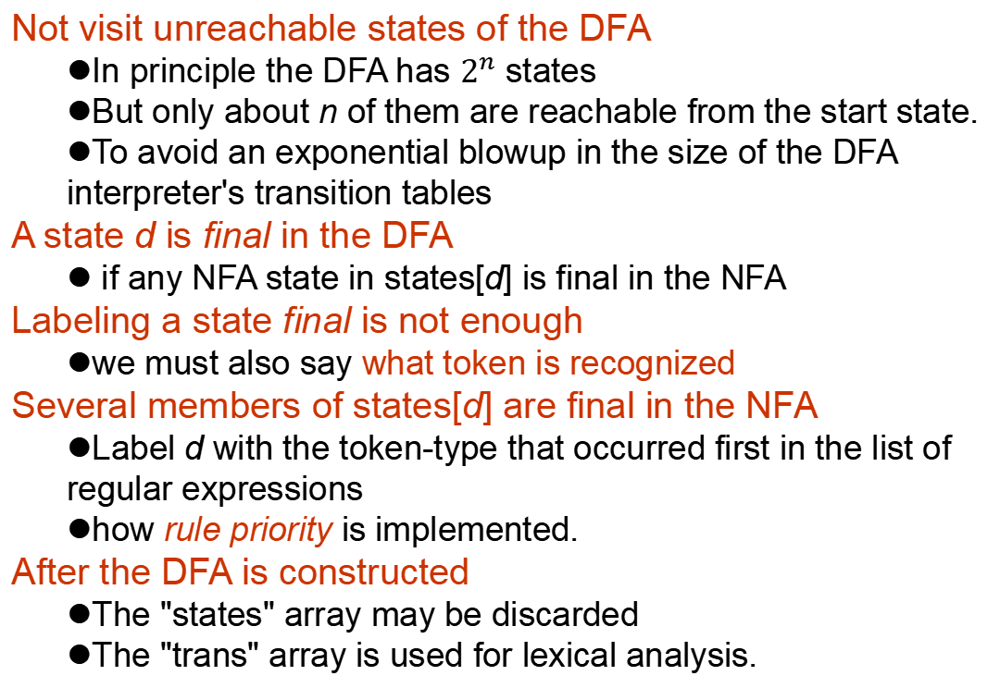 Not visit unreachable states of the DFA
●In principle the DFA has 2ⁿ states
●But only about n of them are reachable from the start state.
●To avoid an exponential blowup in the size of the DFA
interpreter's transition tables
A state d is final in the DFA
● if any NFA state in states[d] is final in the NFA
Labeling a state final is not enough
●we must also say what token is recognized
Several members of states[d] are final in the NFA
●Label d with the token-type that occurred first in the list of
regular expressions
●how rule priority is implemented.
After the DFA is constructed
●The "states" array may be discarded
●The "trans" array is used for lexical analysis.